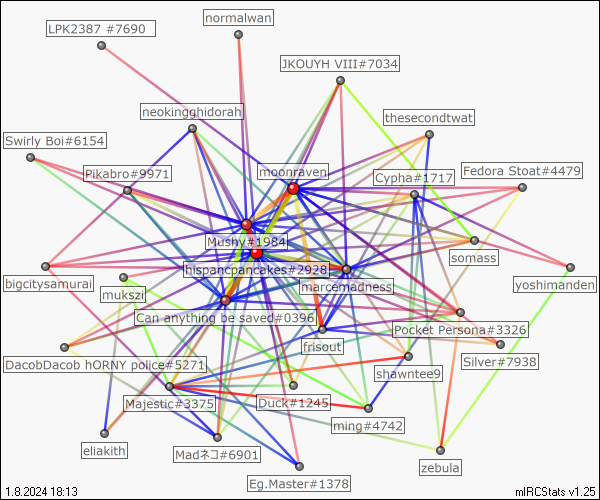 normalwan
LPK2387 #7690
JKOUYH VIII#7034
neokingghidorah
thesecondtwat
Swirly Boi#6154
Pikabro#9971
moonraven
Cypha#1717
Fedora Stoat#4479
Mushy#1984
somass
hispancpancakes#2928
bigcitysamurai
marcemadness
yoshimanden
mukszi
Can anything be saved#0396
Pocket Persona#3326
frisout
DacobDacob hORNY police#5271
Silver#7938
shawntee9
Majestic#3375
Duck#1245
ming#4742
eliakith
Madネコ#6901
zebula
Eg.Master#1378
1.8.2024 18:13
mIRCStats v1.25